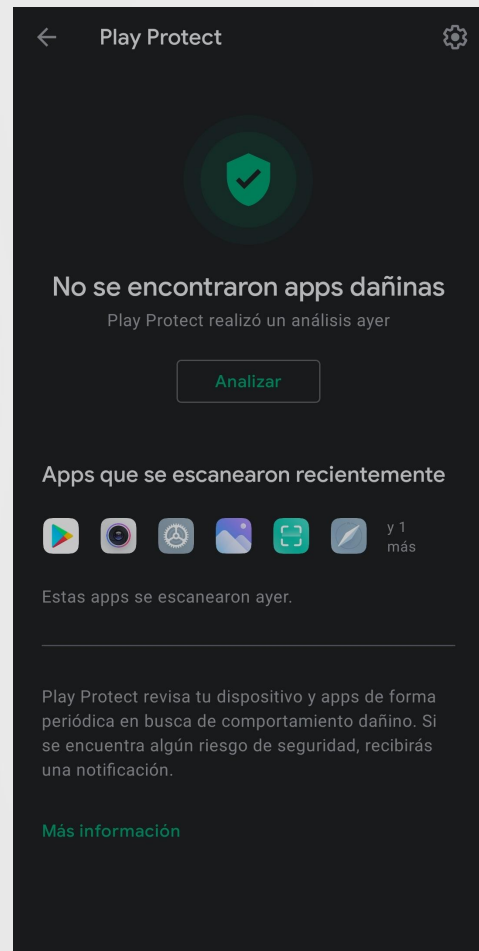 Play Protect
No se encontraron apps dañinas
Play Protect realizó un análisis ayer
Analizar
Apps que se escanearon recientemente
y 1
más
Estas apps se escanearon ayer.
Play Protect revisa tu dispositivo y apps de forma
periódica en busca de comportamiento dañino. Si
se encuentra algún riesgo de seguridad, recibirás
una notificación.
Más información